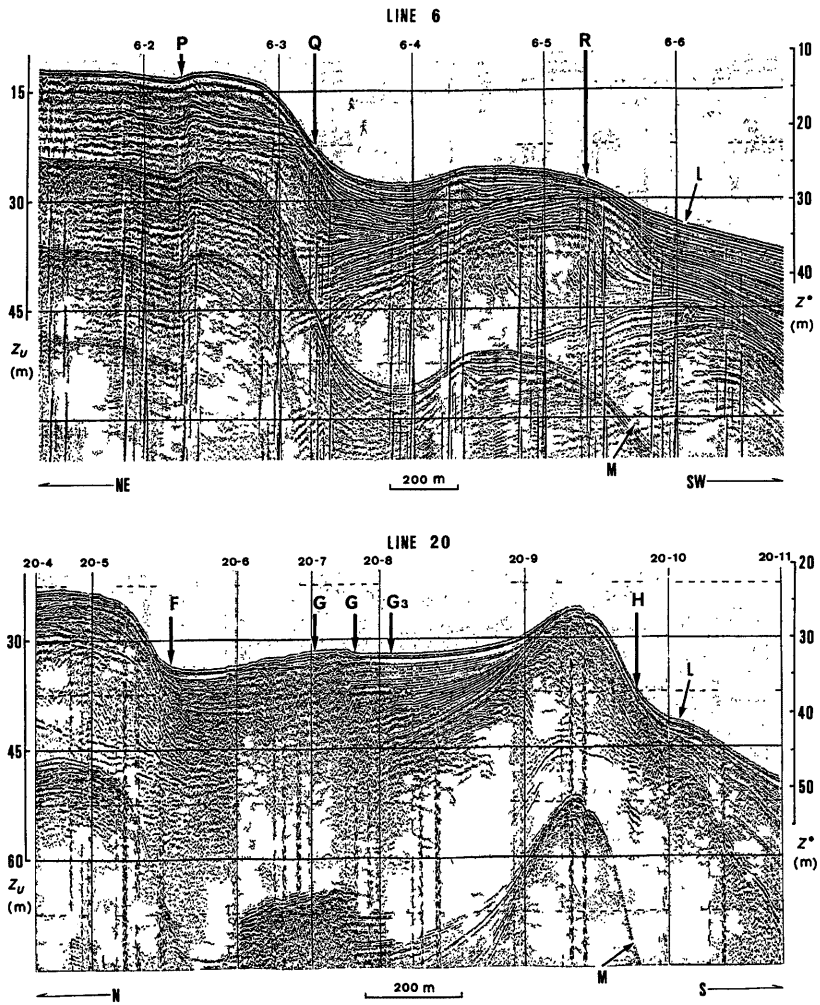 LINE 6
6-2 P 6-3 Q 6-4 6-5 R 6-6 10
15 20
L
30 30
40
45 Z° (m)
Zu (m)
M
NE 200 m SW
LINE 20
20-4 20-5 20-6 20-7 20-8 20-9 20-10 20-11 20
F G G G3 H
30 30
L
40
45
50
60 Z° (m)
Zu (m)
M
N 200 m S